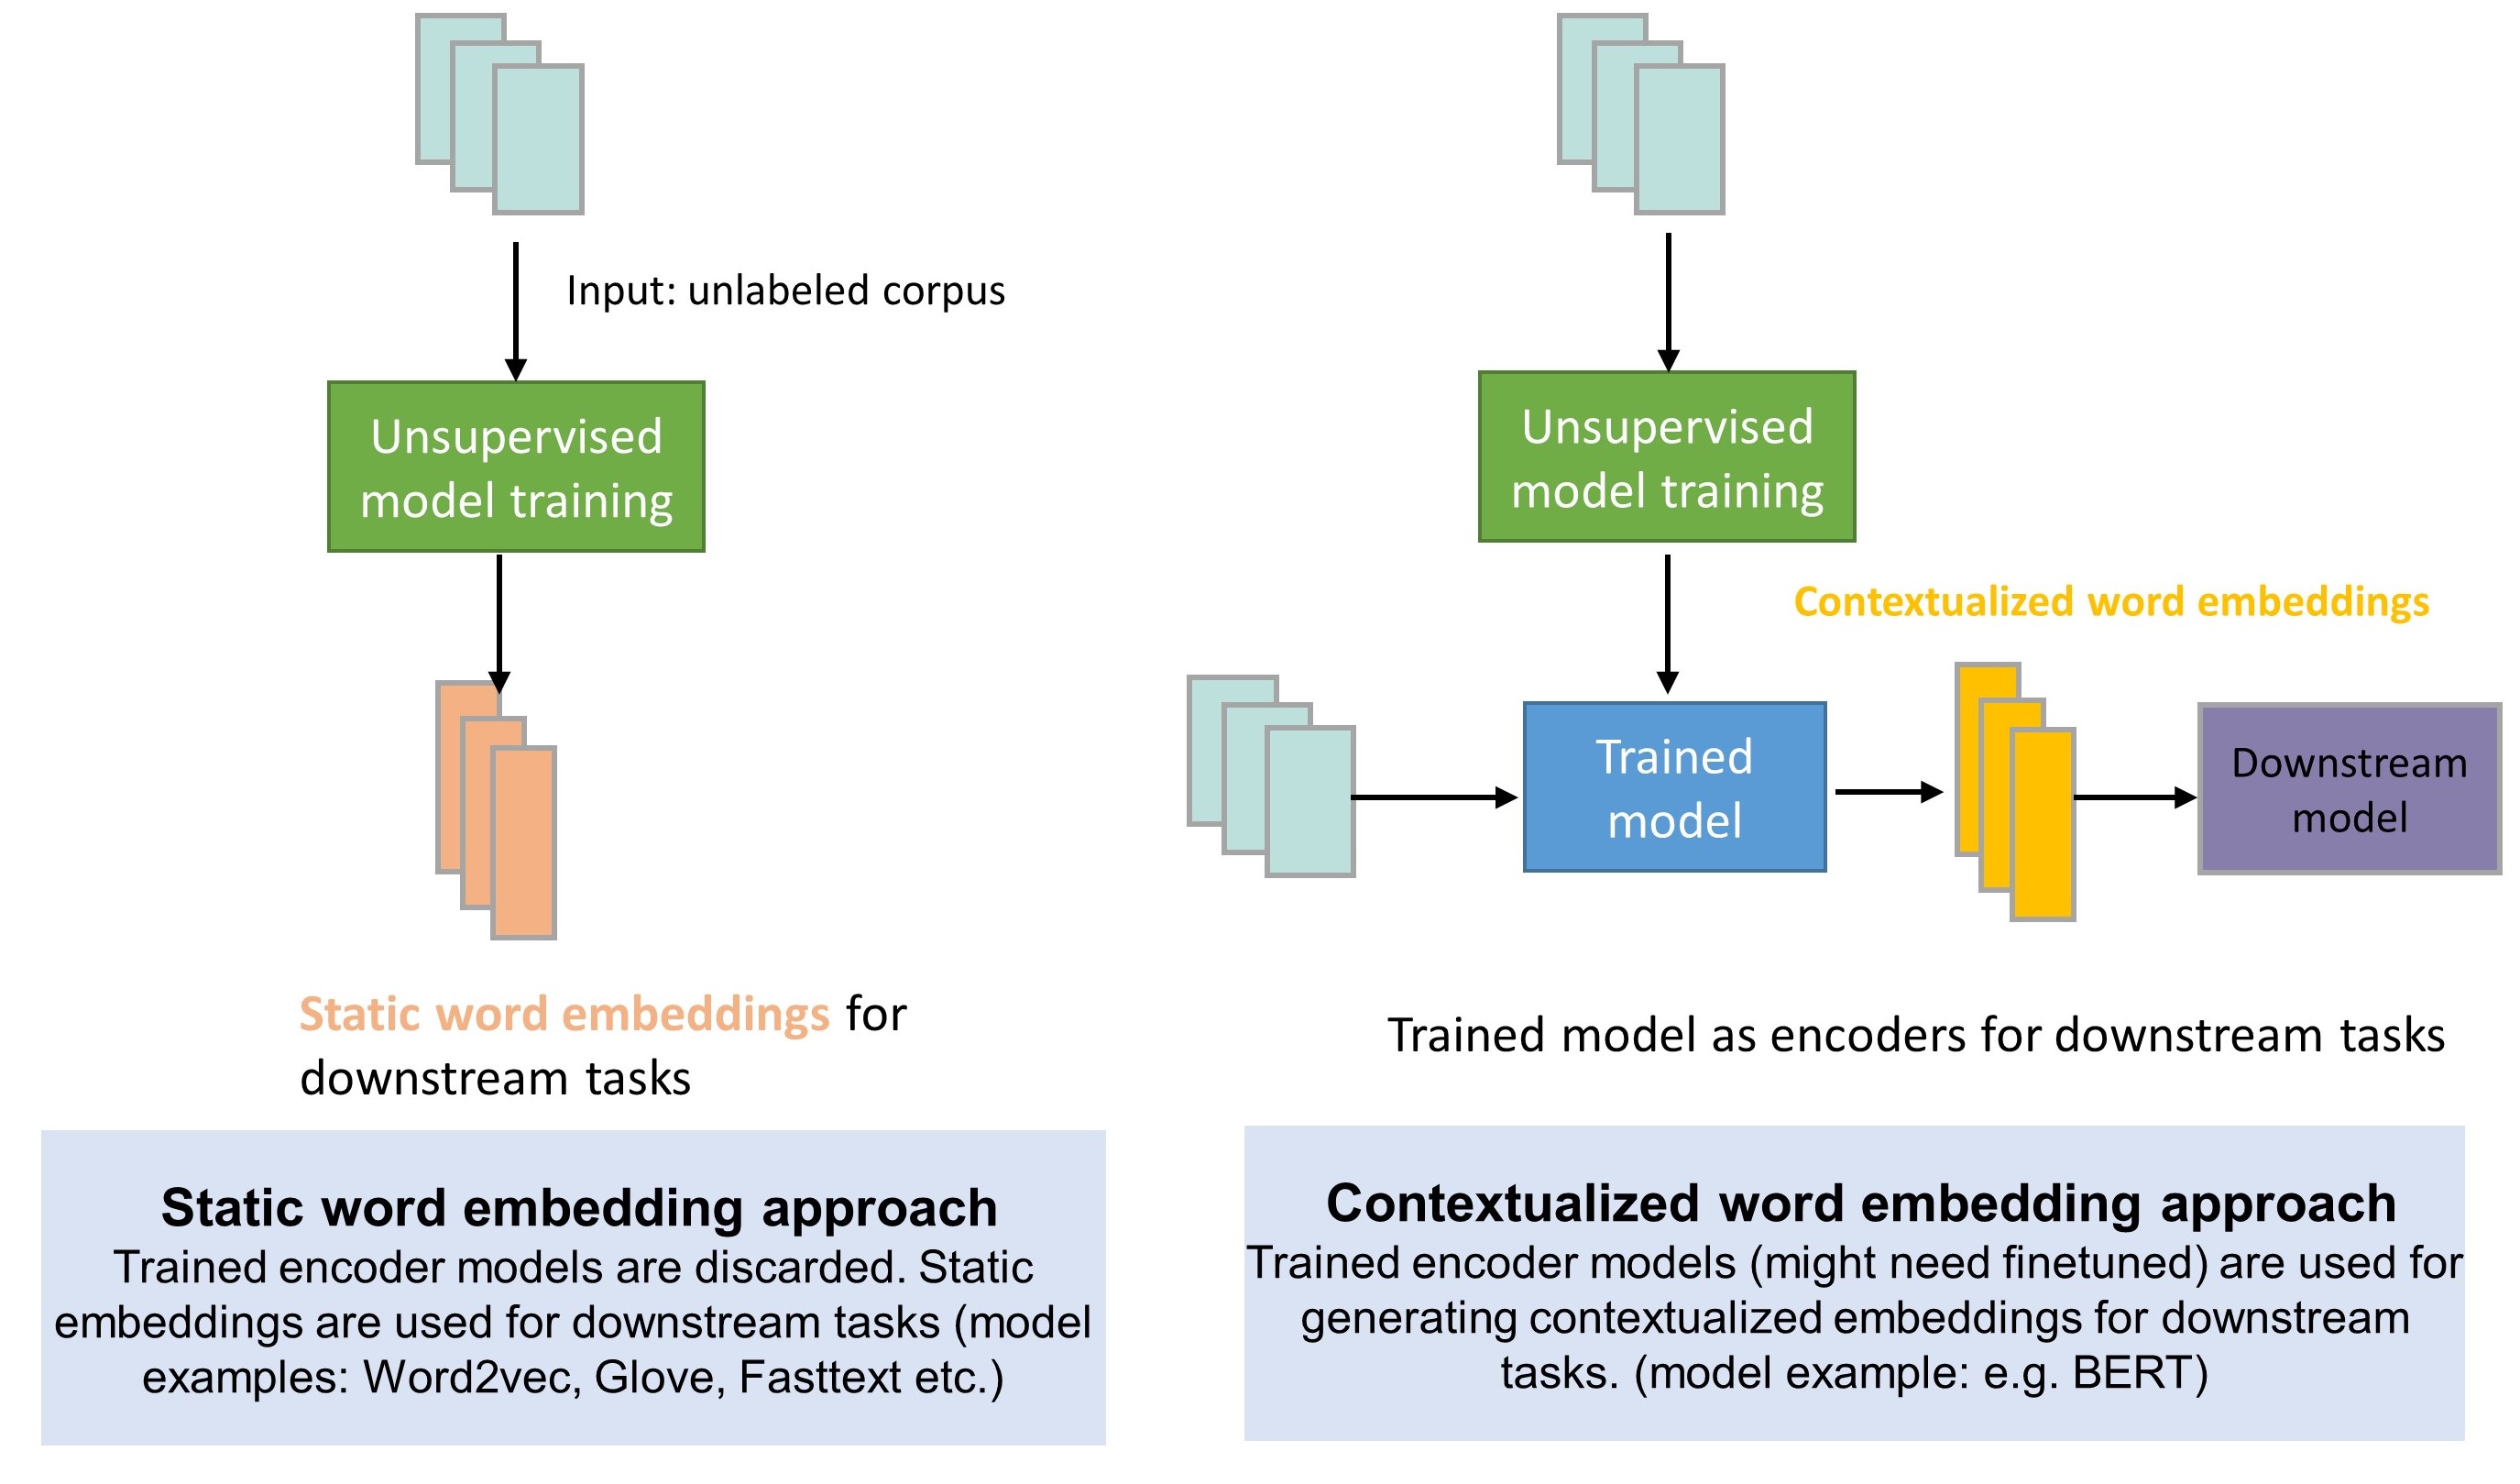 Input: unlabeled corpus
Unsupervised
model training
Static word embeddings for
downstream tasks
Static word embedding approach
Trained encoder models are discarded. Static
embeddings are used for downstream tasks (model
examples: Word2vec, Glove, Fasttext etc.)
Unsupervised
model training
Contextualized word embeddings
Trained
model
Downstream
model
Trained model as encoders for downstream tasks
Contextualized word embedding approach
Trained encoder models (might need finetuned) are used for
generating contextualized embeddings for downstream
tasks. (model example: e.g. BERT)